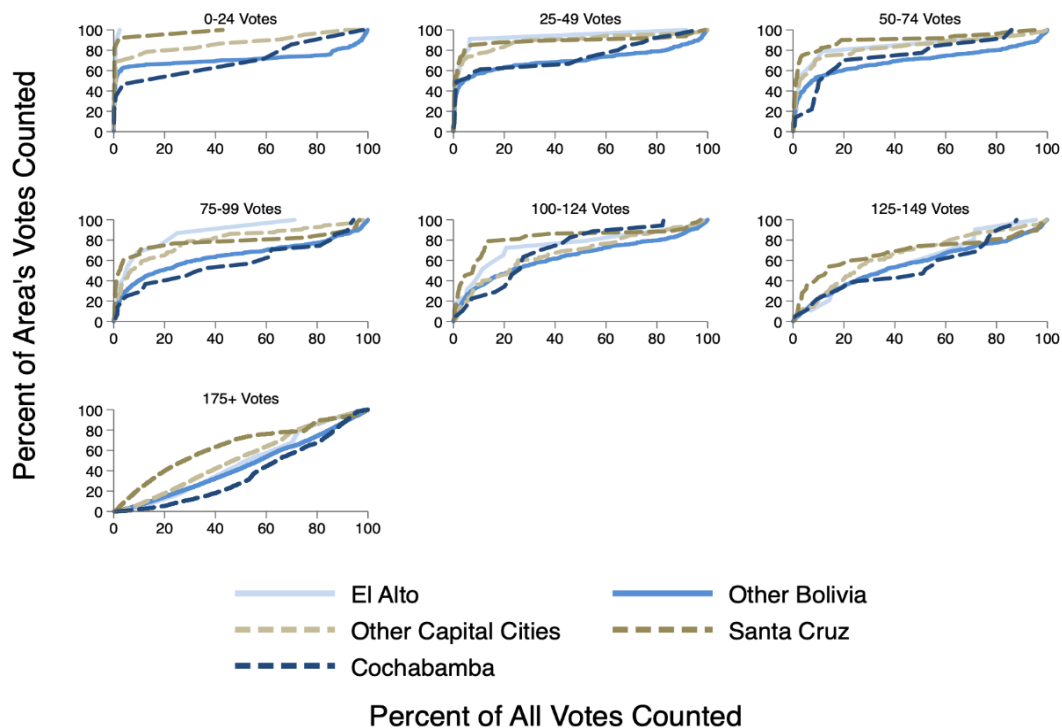 Percent of Area's Votes Counted
0-24 Votes
100
80
60
40
20
0
0 20 40 60 80 100
25-49 Votes
100
80
60
40
20
0
0 20 40 60 80 100
50-74 Votes
100
80
60
40
20
0
0 20 40 60 80 100
75-99 Votes
100
80
60
40
20
0
0 20 40 60 80 100
100-124 Votes
100
80
60
40
20
0
0 20 40 60 80 100
125-149 Votes
100
80
60
40
20
0
0 20 40 60 80 100
175+ Votes
100
80
60
40
20
0
0 20 40 60 80 100
El Alto
Other Bolivia
Other Capital Cities
Santa Cruz
Cochabamba
Percent of All Votes Counted